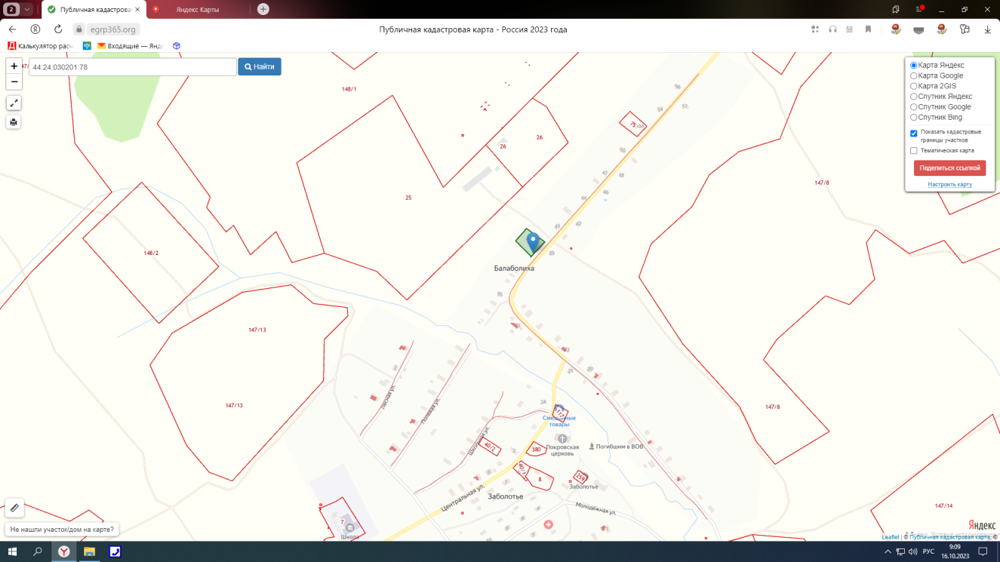 2
Публичная кадастрова
Яндекс Карты
egrp365.org
Публичная кадастровая карта - Россия 2023 года
Калькулятор расч
Входящие — Янд
44:24:030201:78
Найти
Карта Яндекс
Карта Google
Карта 2GIS
Спутник Яндекс
Спутник Google
Спутник Bing
Показать кадастровые
границы участков
Тематическая карта
Поделиться ссылкой
Настроить карту
148/1
56
54
57
75
26
26
50
47
48
46
25
44
147/8
41
42
39
148/2
Балаболиха
35
147/13
20
21
Лесная ул.
Полевая ул.
147/13
2А
117
147/8
Смешанные
товары
Школьная ул.
40/2
380
Покровская
церковь
Погибшим в ВОВ
40/1
8
259
Заболотье
Центральная ул.
Заболотье
Молодёжная ул.
147/14
7
Школа
Не нашли участок/дом на карте?
Яндекс
Leaflet | © Публичная кадастровая карта, ©
РУС
9:09
16.10.2023